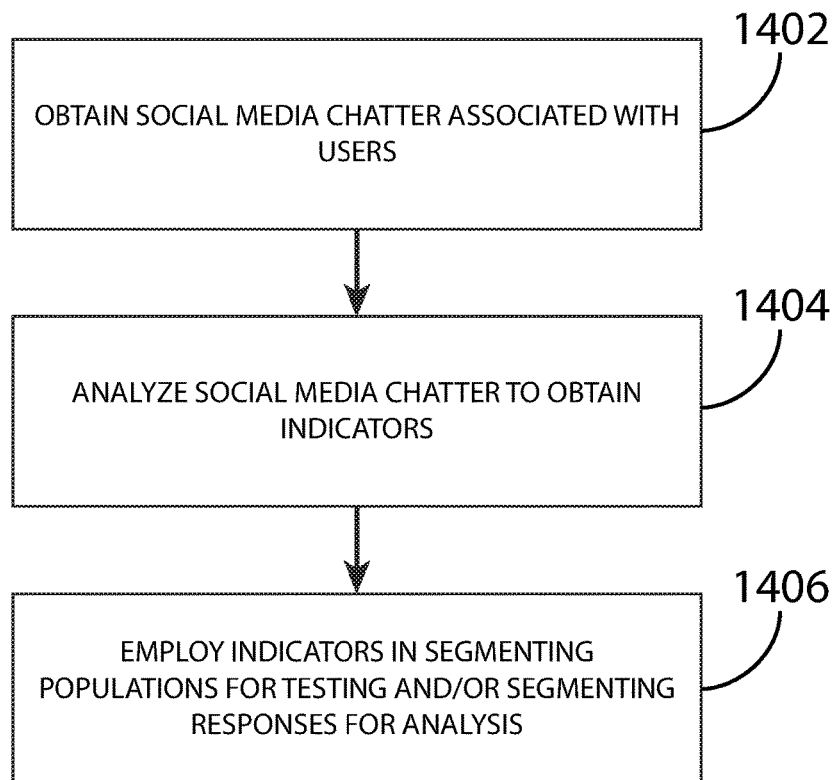 1402
OBTAIN SOCIAL MEDIA CHATTER ASSOCIATED WITH
USERS
1404
ANALYZE SOCIAL MEDIA CHATTER TO OBTAIN
INDICATORS
1406
EMPLOY INDICATORS IN SEGMENTING
POPULATIONS FOR TESTING AND/OR SEGMENTING
RESPONSES FOR ANALYSIS